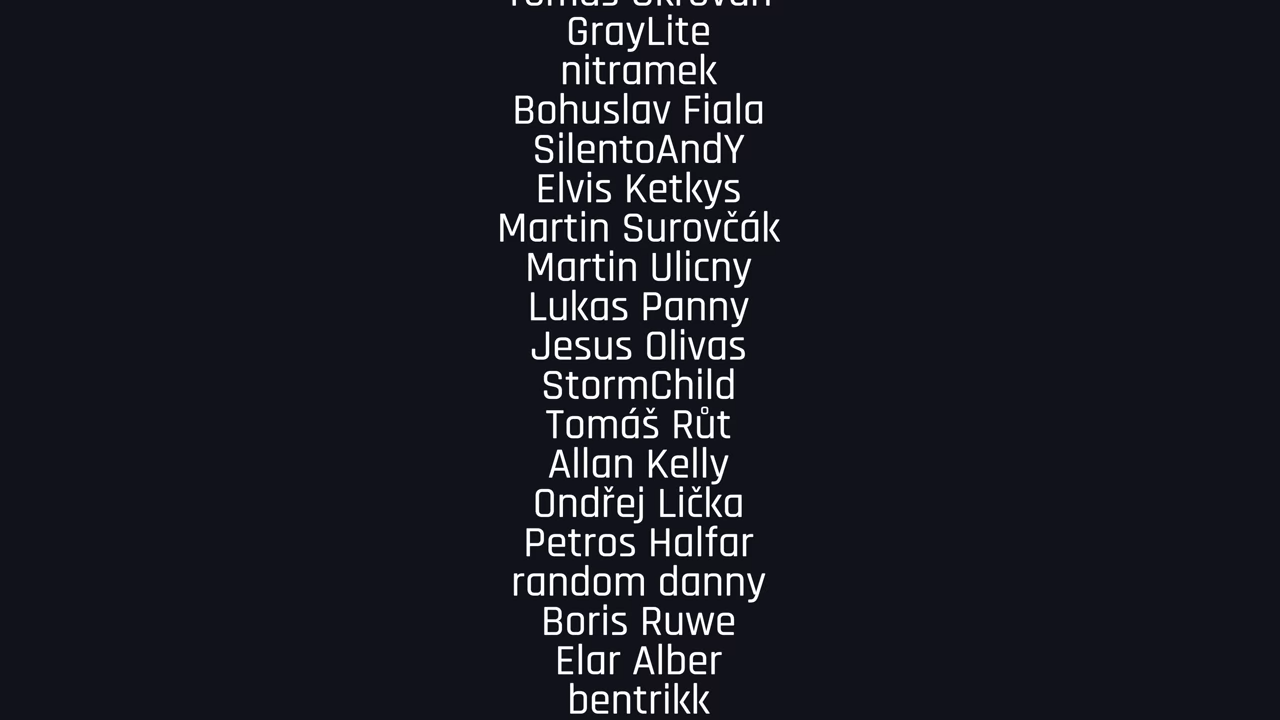 GrayLite
nitramek
Bohuslav Fiala
SilentoAndY
Elvis Ketkys
Martin Surovčák
Martin Ulicny
Lukas Panny
Jesus Olivas
StormChild
Tomáš Růt
Allan Kelly
Ondřej Lička
Petros Halfar
random danny
Boris Ruwe
Elar Alber
bentrikk